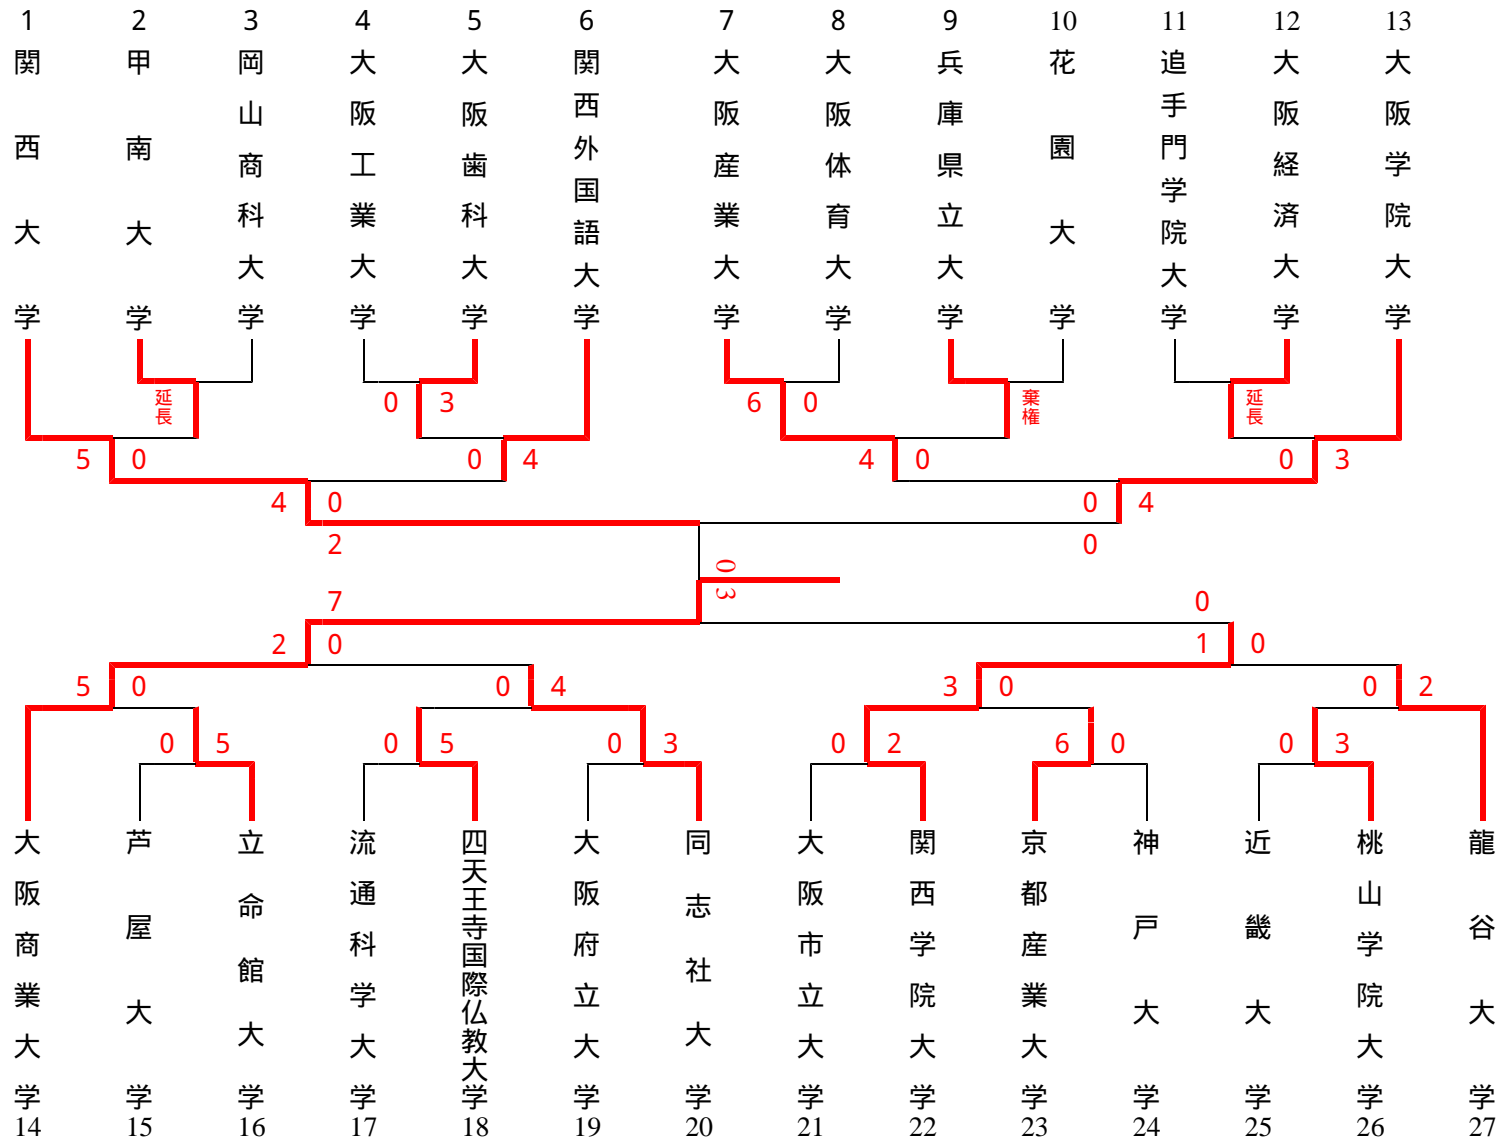 1 2 3 4 5 6 7 8 9 10 11 12 13
関西大学
甲南大学
岡山商科大学
大阪工業大学
大阪歯科大学
関西外国語大学
大阪産業大学
大阪体育大学
兵庫県立大学
花園大学
追手門学院大学
大阪経済大学
大阪学院大学
延長
0 3
6 0
棄権
延長
5 0
0 4
4 0
0 3
4 0
0 4
2
0
0 3
7
0
2 0
1 0
5 0
0 4
3 0
0 2
0 5
0 5
0 3
0 2
6 0
0 3
大阪商業大学
芦屋大学
立命館大学
流通科学大学
四天王寺国際仏教大学
大阪府立大学
同志社大学
大阪市立大学
関西学院大学
京都産業大学
神戸大学
近畿大学
桃山学院大学
龍谷大学
14 15 16 17 18 19 20 21 22 23 24 25 26 27